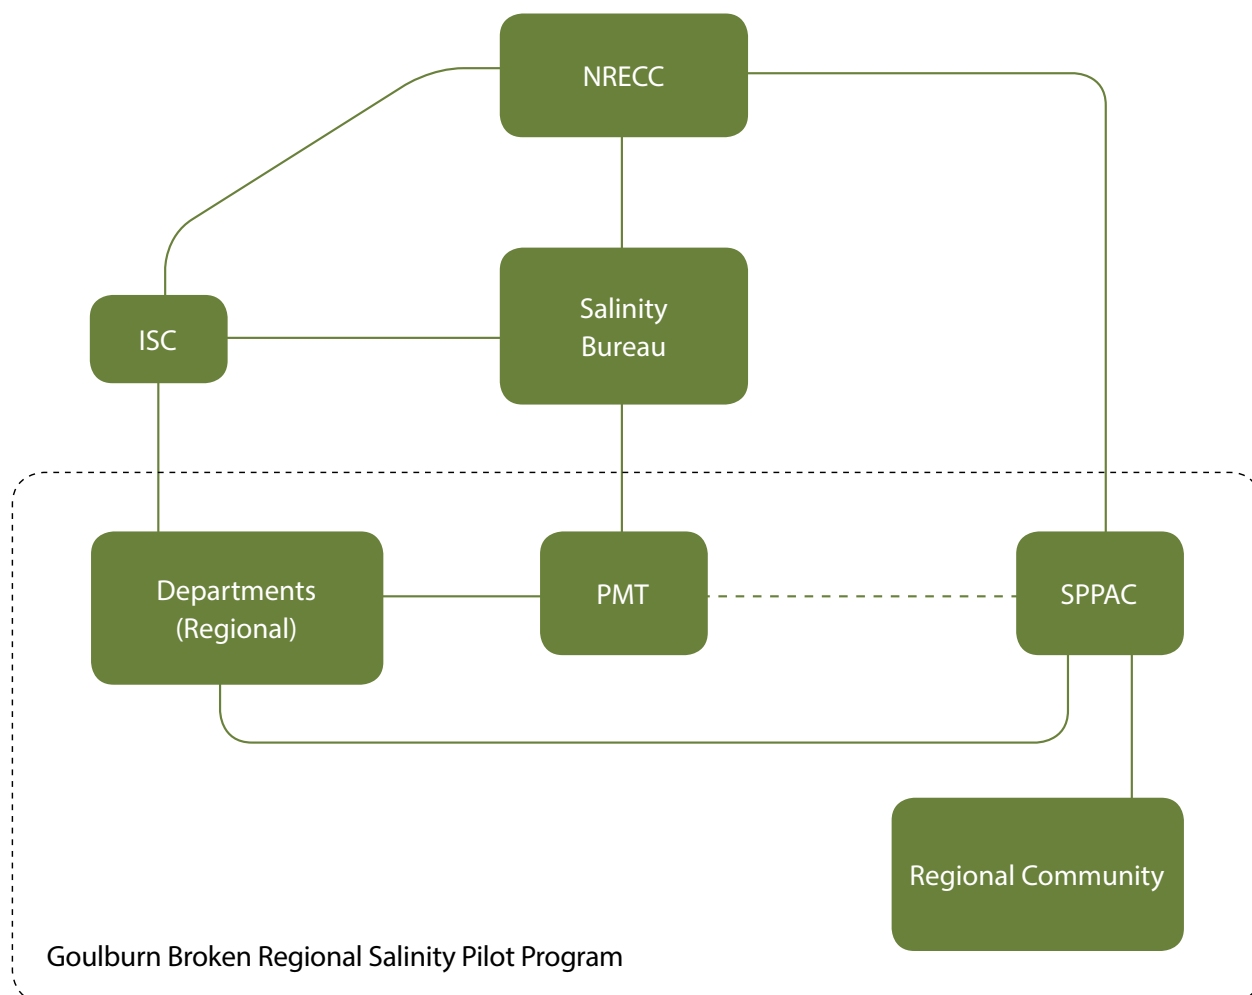 NRECC
Salinity
Bureau
ISC
Departments
(Regional)
PMT
SPPAC
Regional Community
Goulburn Broken Regional Salinity Pilot Program